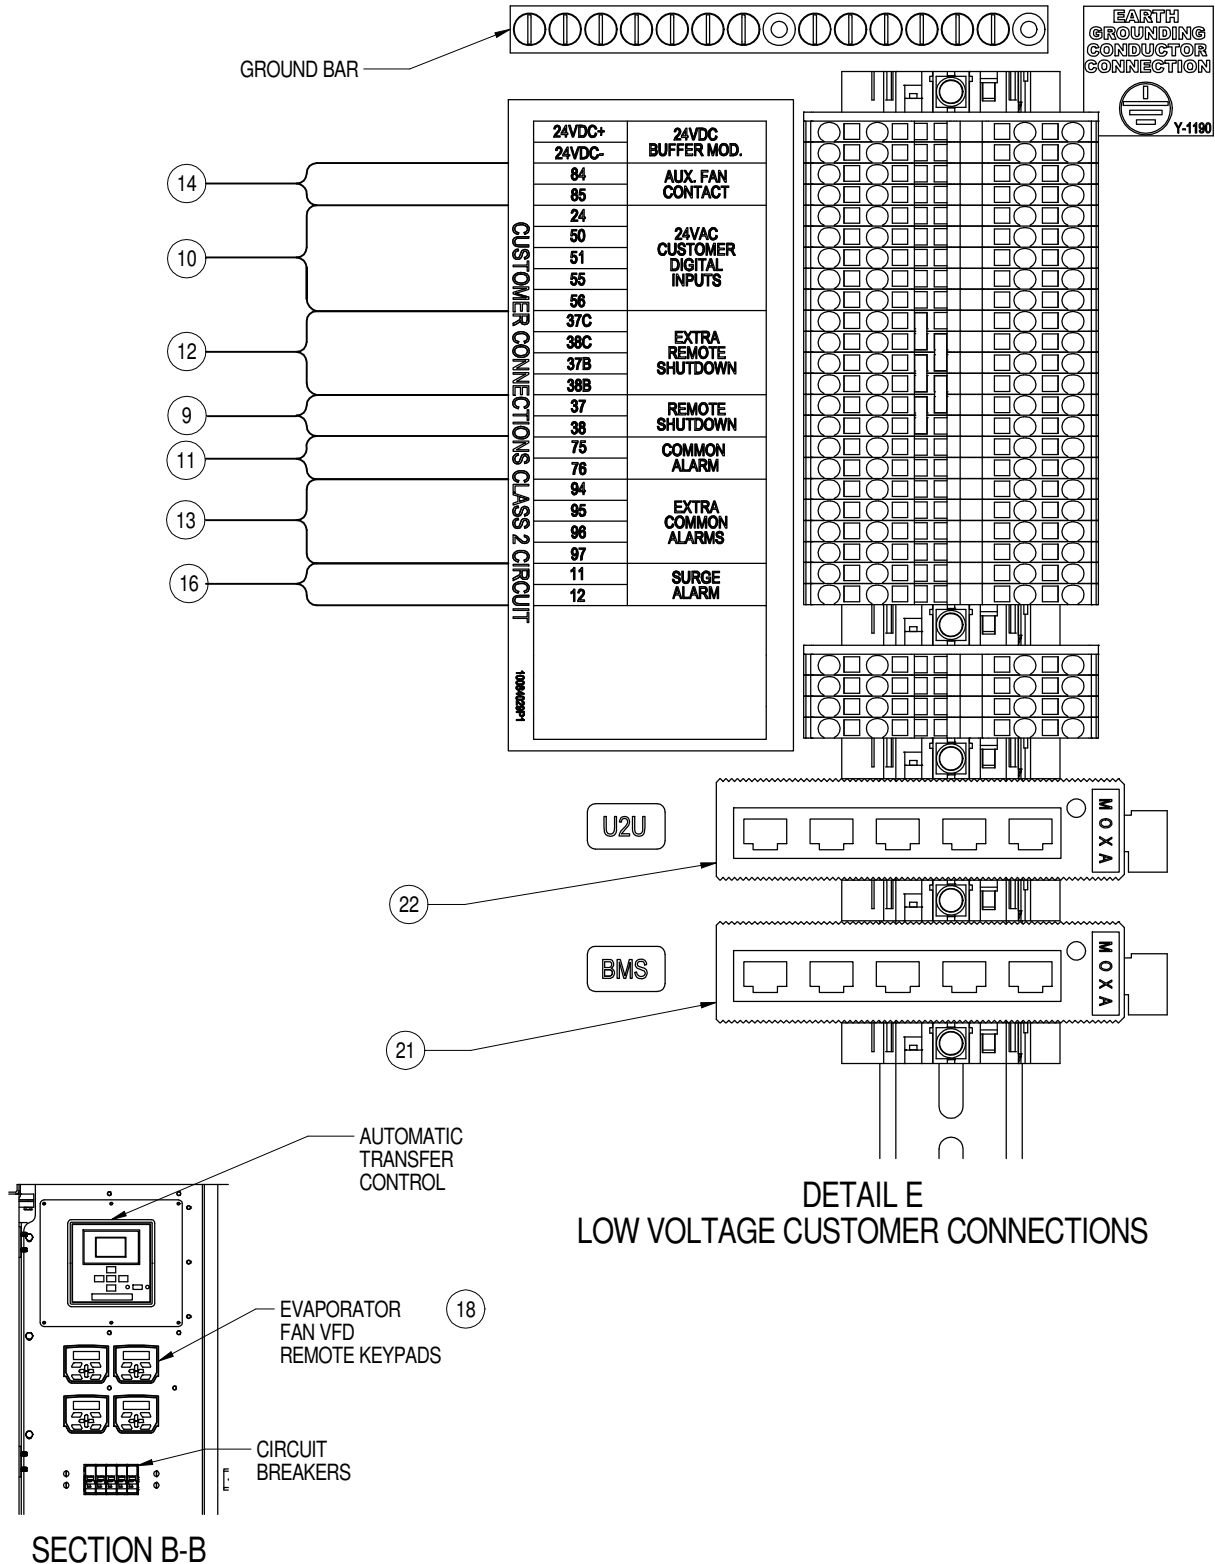 GROUND BAR
EARTH
GROUNDING
CONDUCTOR
CONNECTION
Y-1190
24VDC+
24VDC-
24VDC
BUFFER MOD.
14
84
85
AUX. FAN
CONTACT
10
24
50
51
55
56
24VAC
CUSTOMER
DIGITAL
INPUTS
12
37C
38C
37B
38B
EXTRA
REMOTE
SHUTDOWN
9
37
38
REMOTE
SHUTDOWN
11
75
76
COMMON
ALARM
13
94
95
96
97
EXTRA
COMMON
ALARMS
16
11
12
SURGE
ALARM
CUSTOMER CONNECTIONS CLASS 2 CIRCUIT
10084029P1
U2U
MOXA
22
BMS
MOXA
21
DETAIL E
LOW VOLTAGE CUSTOMER CONNECTIONS
AUTOMATIC
TRANSFER
CONTROL
EVAPORATOR
FAN VFD
REMOTE KEYPADS
18
CIRCUIT
BREAKERS
SECTION B-B